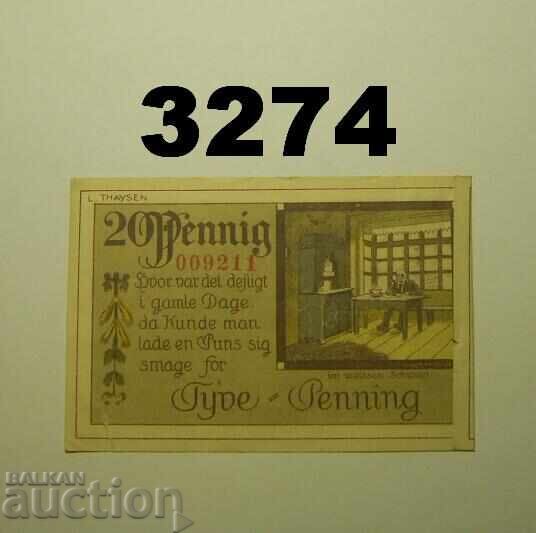 3274
L. THAYSEN
20 Pfennig
009211
Hvor var det dejligt
i gamle Dage
da Kunde man
lade en Puns sig
smage for
Tyve - Penning
BALKAN
auction